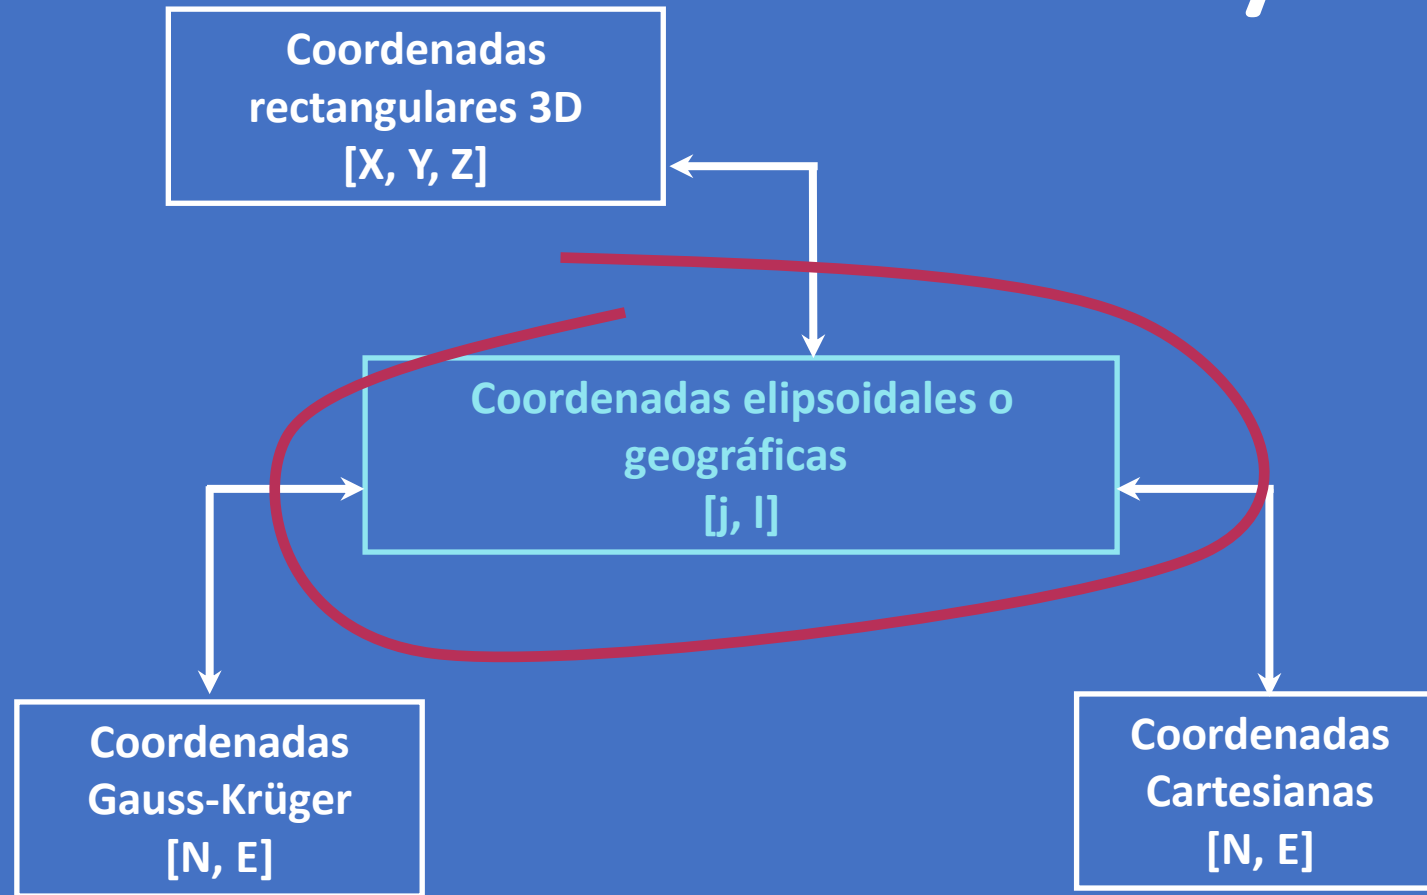 Coordenadas
rectangulares 3D
[X, Y, Z]
Coordenadas elipsoidales o
geográficas
[j, l]
Coordenadas
Gauss-Krüger
[N, E]
Coordenadas
Cartesianas
[N, E]